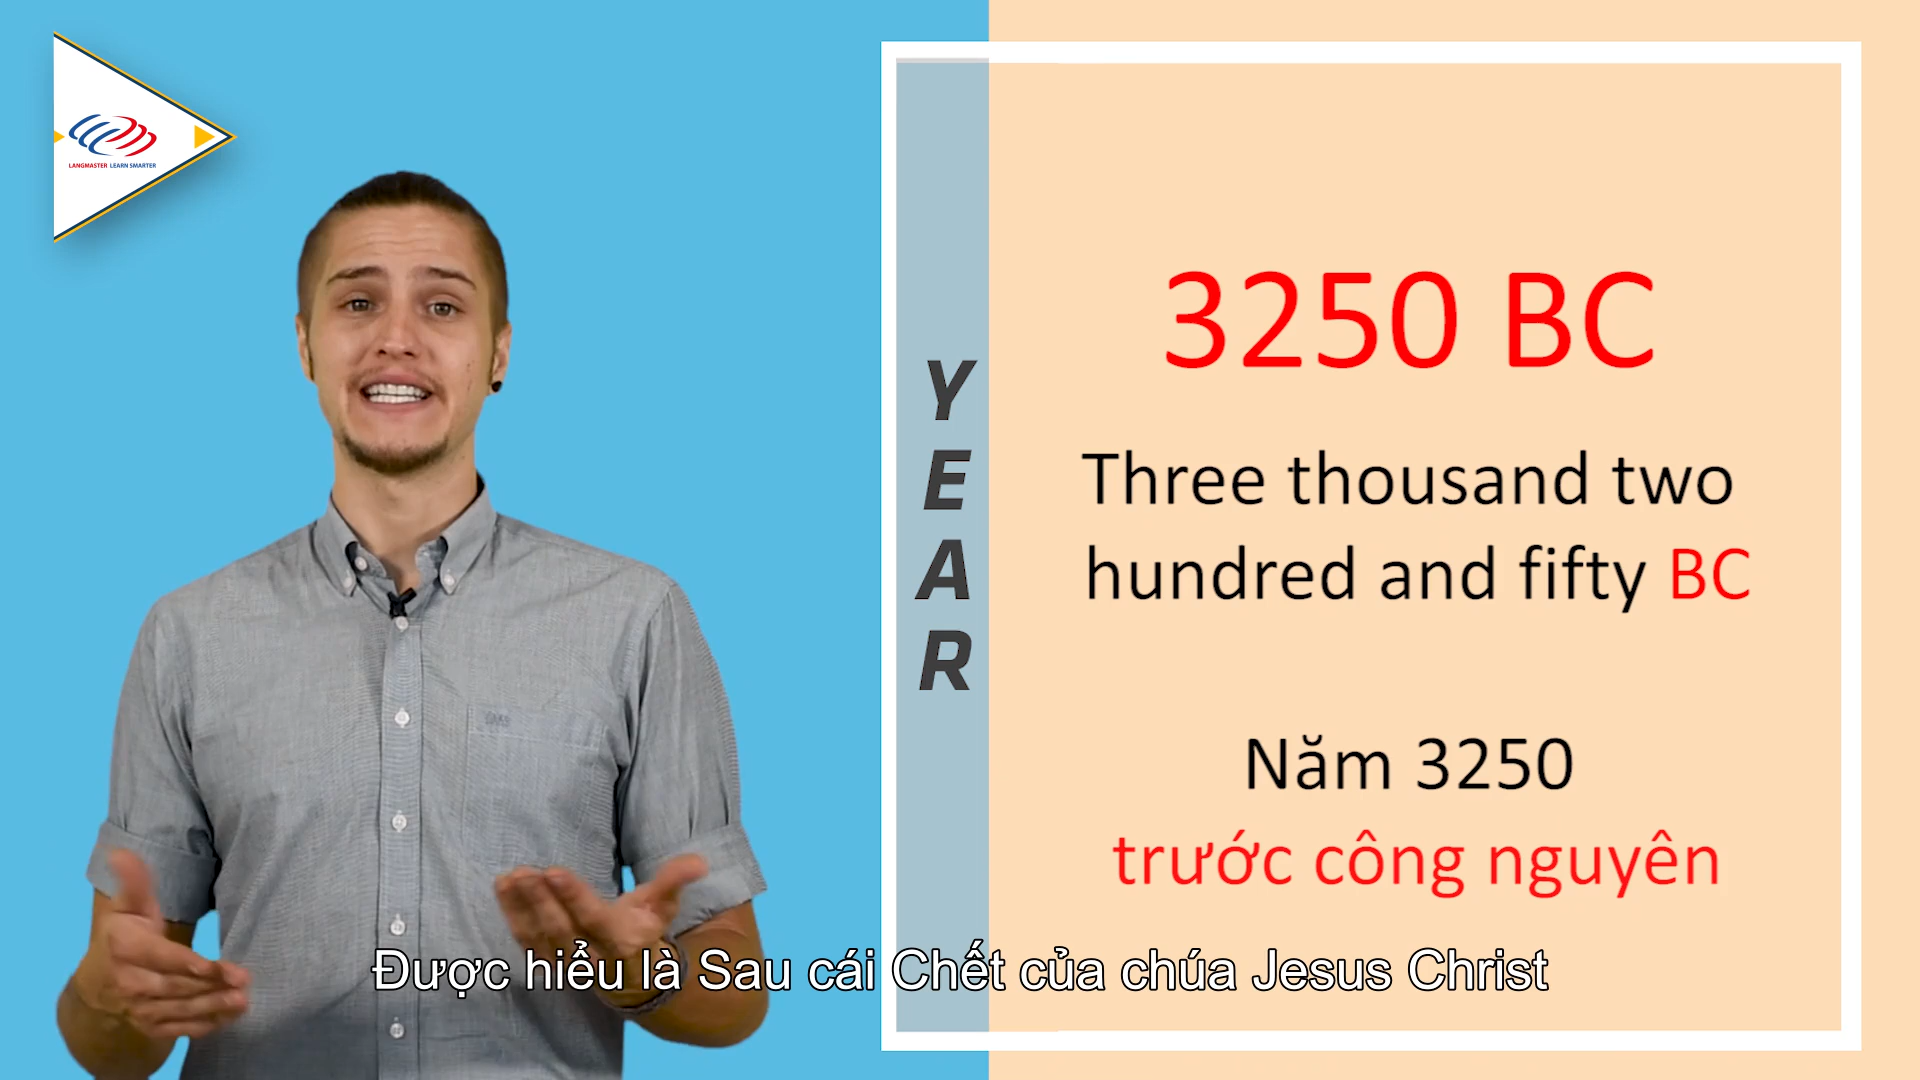 LANGMASTER LEARN SMARTER
YEAR
3250 BC
Three thousand two
hundred and fifty BC
Năm 3250
trước công nguyên
Được hiểu là Sau cái Chết của chúa Jesus Christ